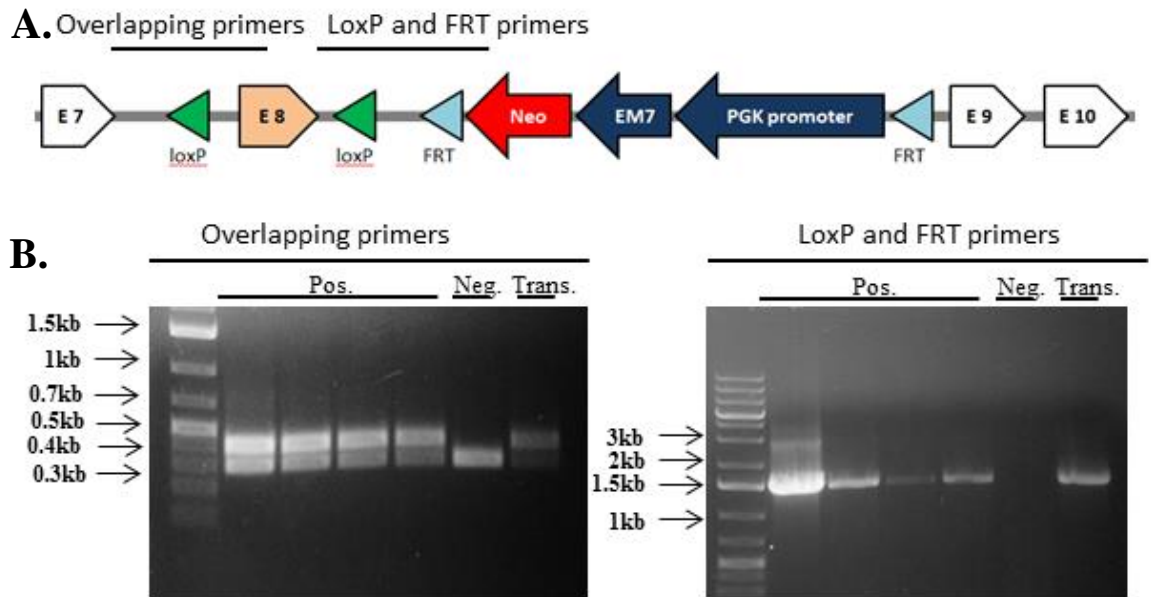 A. Overlapping primers LoxP and FRT primers
E 7 E 8 Neo EM7 PGK promoter E 9 E 10
loxP loxP FRT FRT
B. Overlapping primers LoxP and FRT primers
Pos. Neg. Trans. Pos. Neg. Trans.
1.5kb
1kb
0.7kb
0.5kb
0.4kb
0.3kb
3kb
2kb
1.5kb
1kb